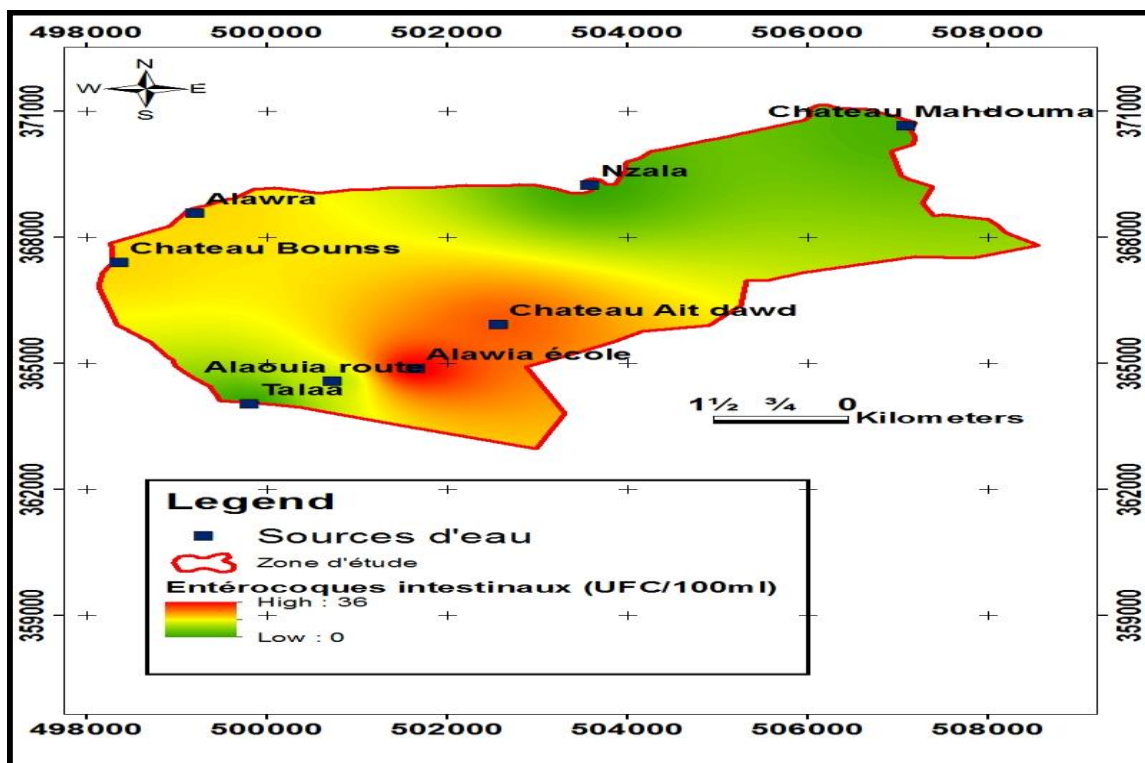 498000 500000 502000 504000 506000 508000
N
W E
S
371000 371000
Chateau Mahdouma
Nzala
Alawra
368000 368000
Chateau Bounss
Chateau Ait dawd
Alawia école
365000 365000
Alaouia route
Talaa
1½ ¾ 0
Kilometers
362000 362000
Legend
Sources d'eau
Zone d'étude
Entérocoques intestinaux (UFC/100ml)
High : 36
Low : 0
359000 359000
498000 500000 502000 504000 506000 508000